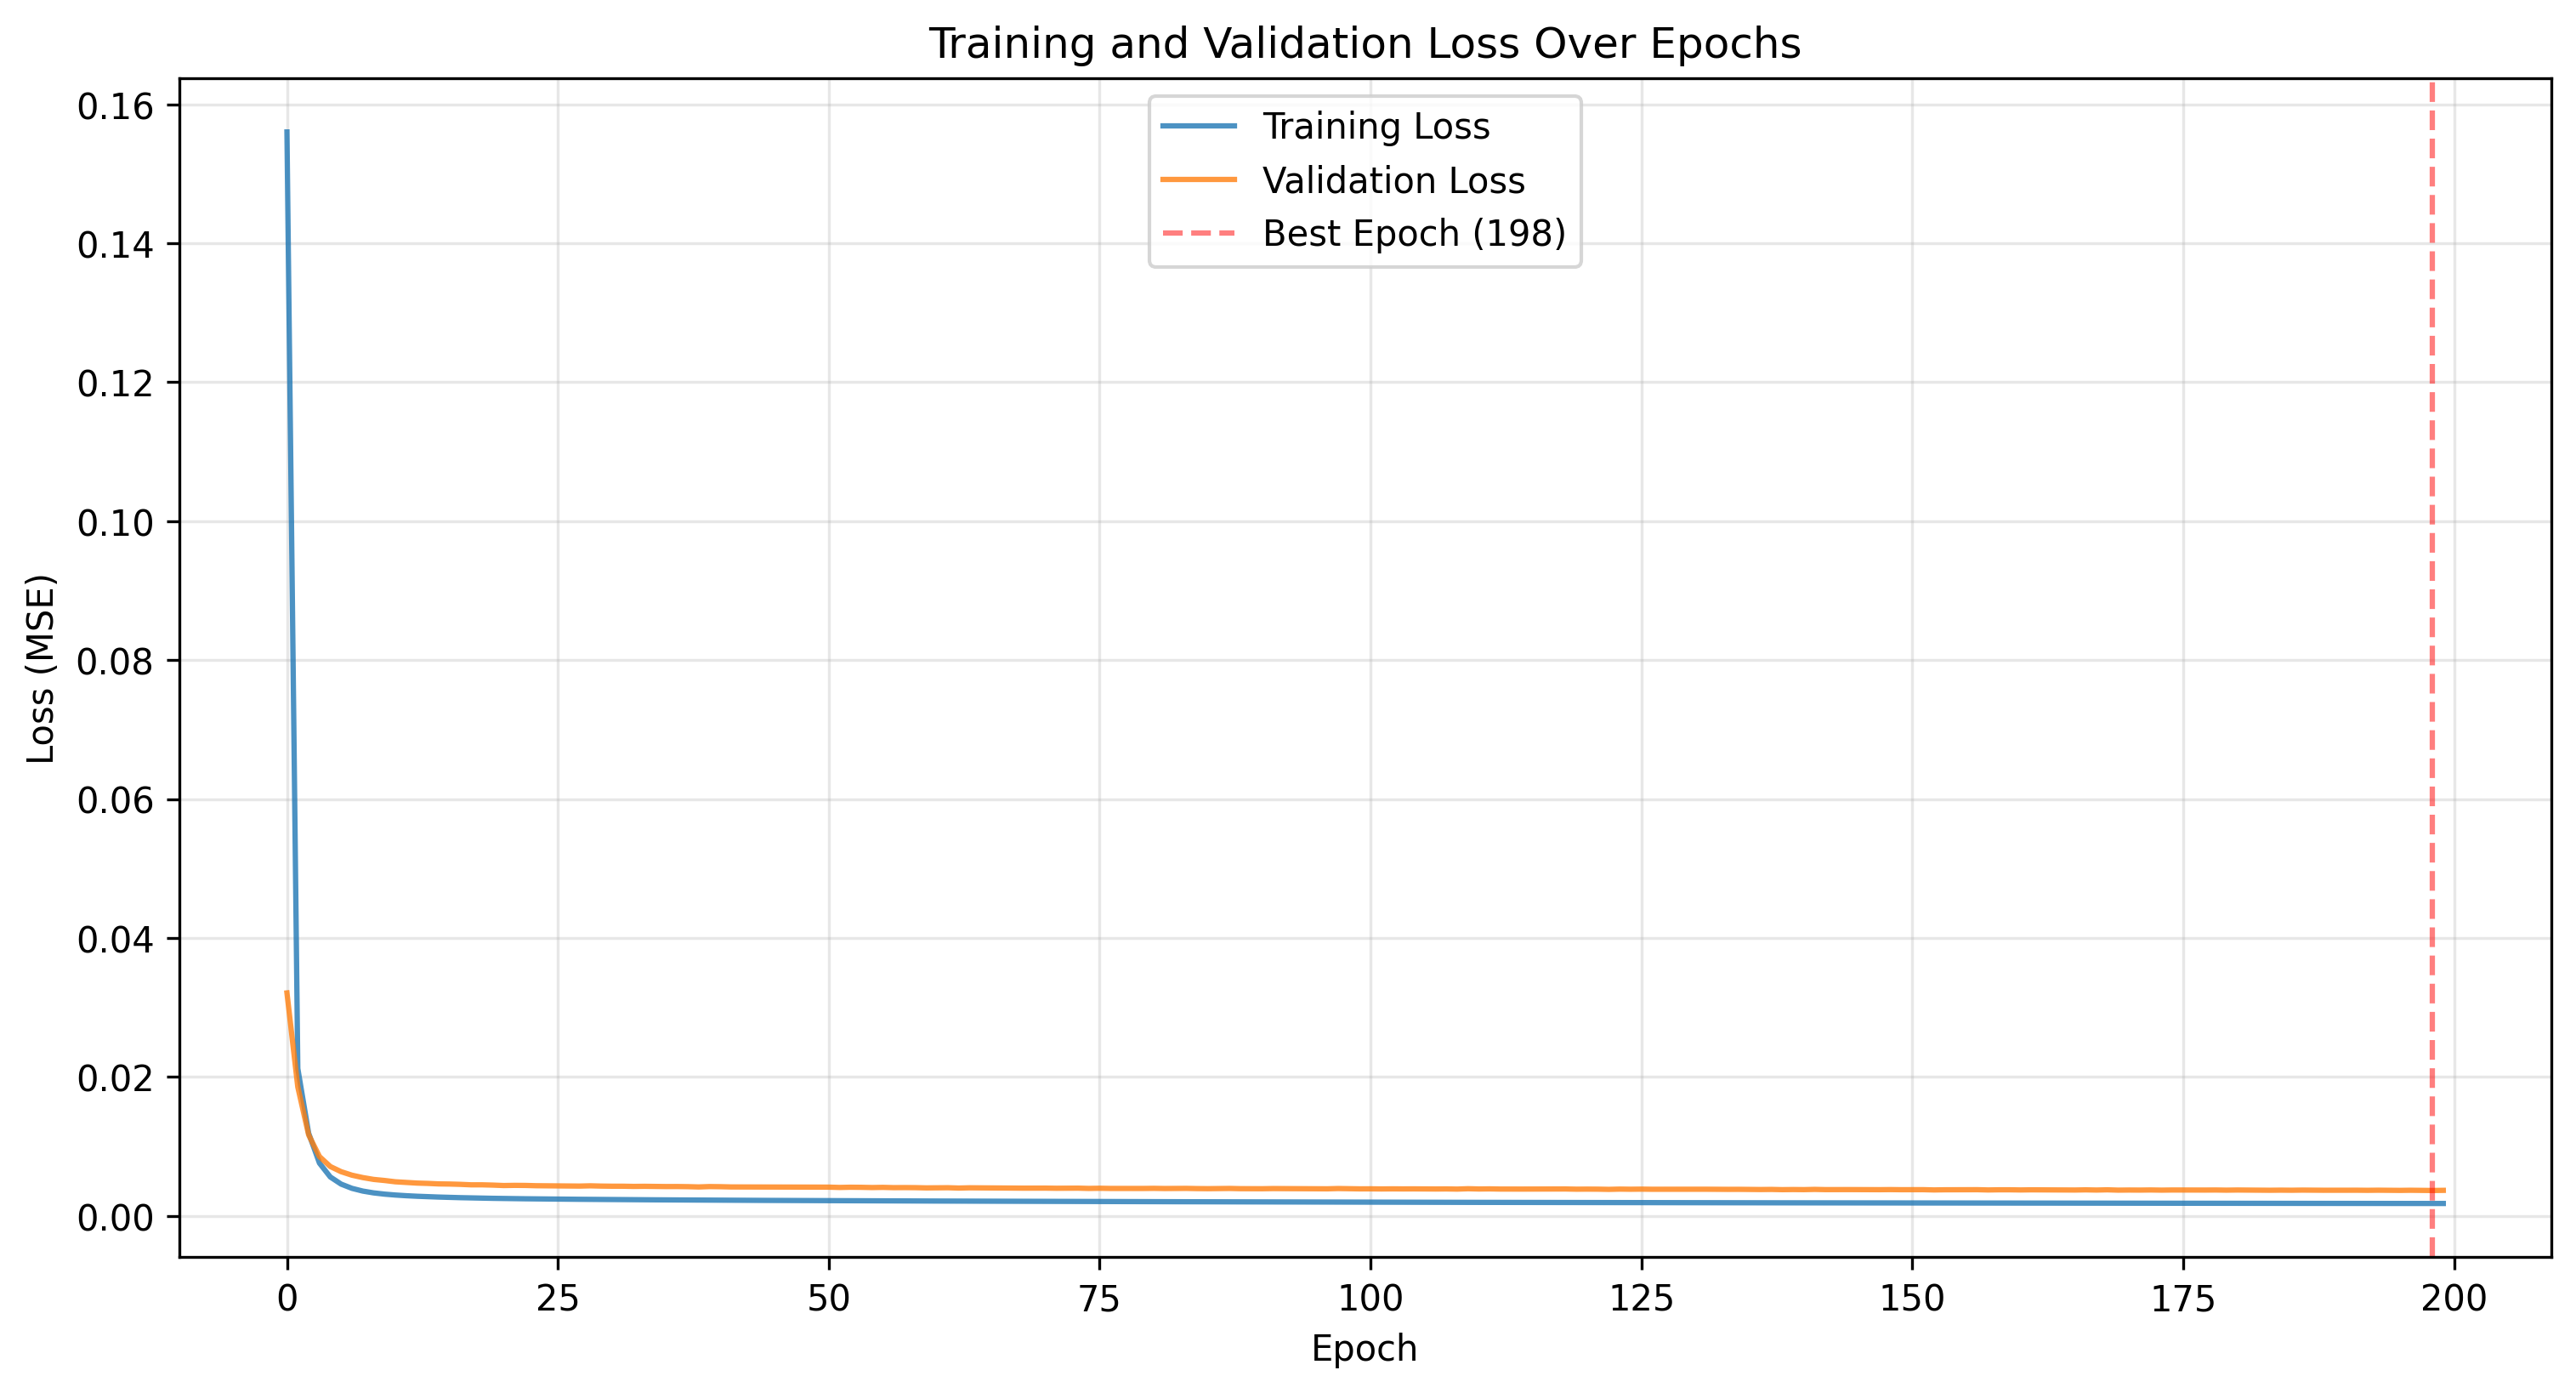 Training and Validation Loss Over Epochs
Training Loss
Validation Loss
Best Epoch (198)
Loss (MSE)
0.16
0.14
0.12
0.10
0.08
0.06
0.04
0.02
0.00
0 25 50 75 100 125 150 175 200
Epoch